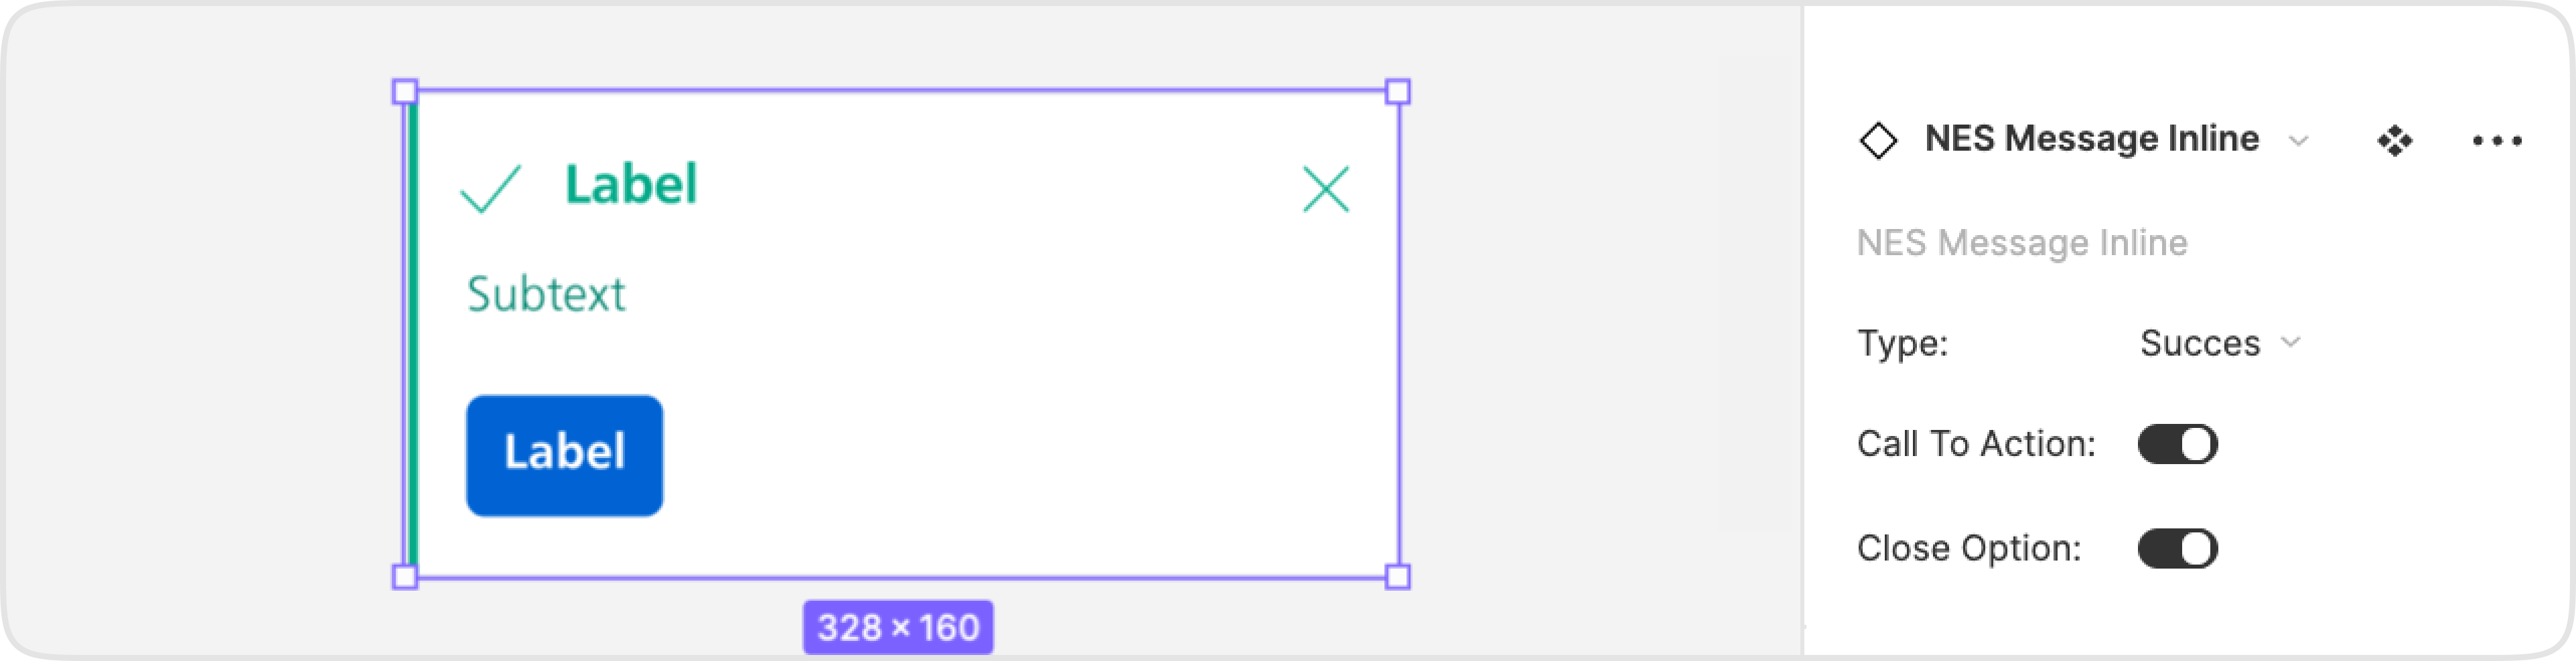 Label
Subtext
Label
328 × 160
NES Message Inline
NES Message Inline
Type: Succes
Call To Action:
Close Option: